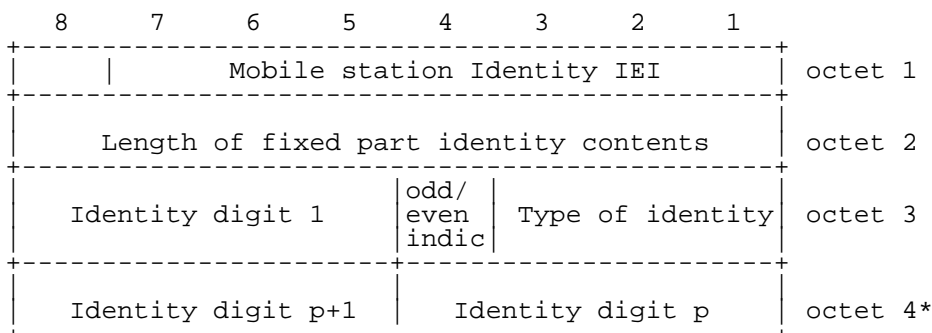 8 7 6 5 4 3 2 1
Mobile station Identity IEI octet 1
Length of fixed part identity contents octet 2
odd/
Identity digit 1 even Type of identity octet 3
indic
Identity digit p+1 Identity digit p octet 4*